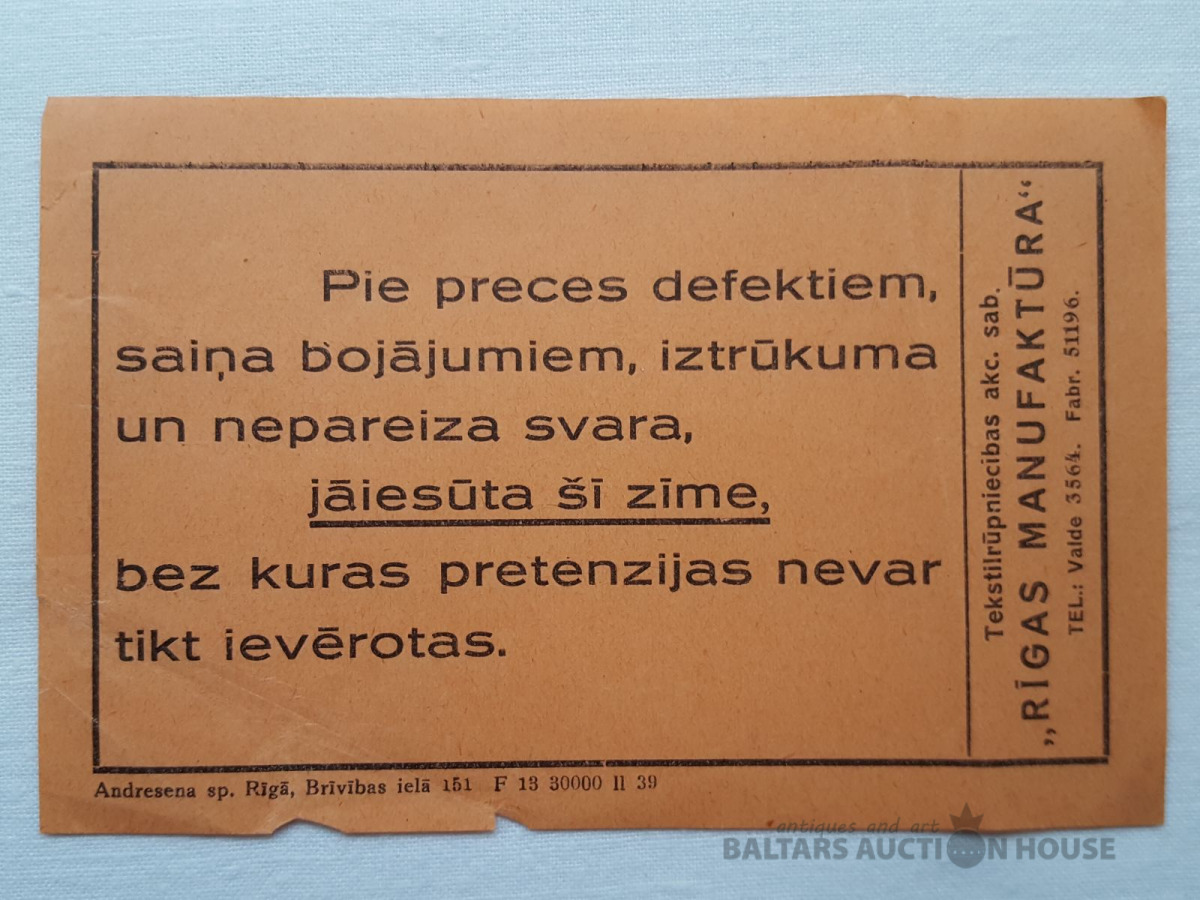 Pie preces defektiem,
saiņa bojājumiem, iztrūkuma
un nepareiza svara,
jāiesūta šī zīme,
bez kuras pretenzijas nevar
tikt ievērotas.
Tekstilrūpniecības akc. sab.
„RĪGAS MANUFAKTŪRA“
TEL.: Valde 3564. Fabr. 51196.
Andresena sp. Rīgā, Brīvības ielā 151 F 13 30000 II 39
antiques and art
BALTARS AUCTION HOUSE